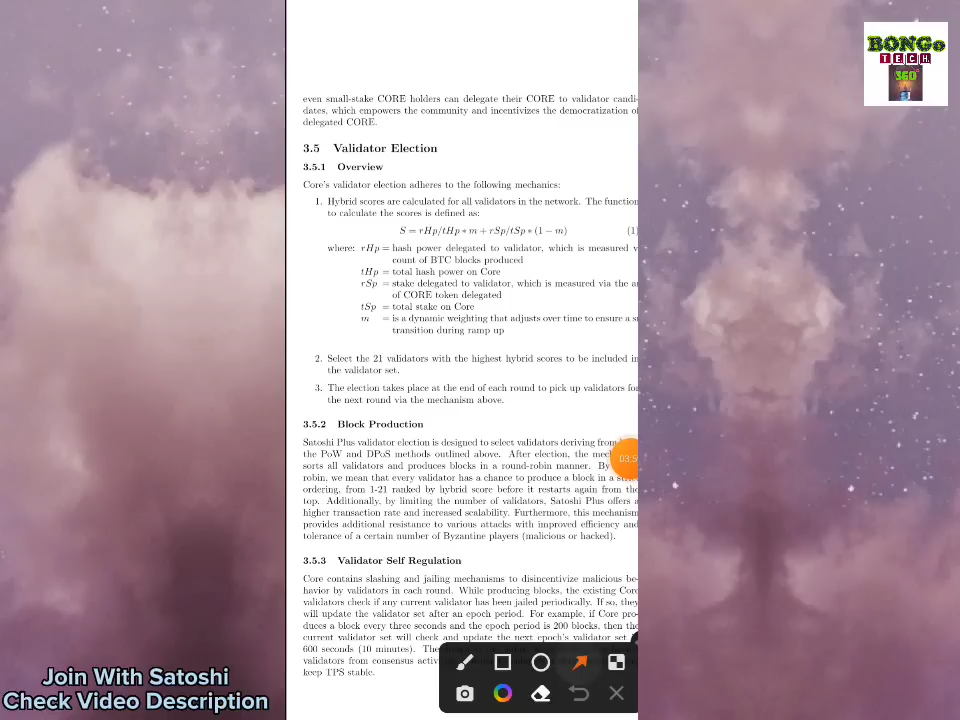 BONGo
TECH
360°
even small-stake CORE holders can delegate their CORE to validator candi-
dates, which empowers the community and incentivizes the democratization of
delegated CORE.
3.5 Validator Election
3.5.1 Overview
Core's validator election adheres to the following mechanics:
1. Hybrid scores are calculated for all validators in the network. The function
to calculate the scores is defined as:
S = rHp/tHp ∗ m + rSp/tSp ∗ (1 − m) (1)
where: rHp = hash power delegated to validator, which is measured
count of BTC blocks produced
tHp = total hash power on Core
rSp = stake delegated to validator, which is measured via the
of CORE token delegated
tSp = total stake on Core
m = is a dynamic weighting that adjusts over time to ensure a
transition during ramp up
2. Select the 21 validators with the highest hybrid scores to be included in
the validator set.
3. The election takes place at the end of each round to pick up validators for
the next round via the mechanism above.
3.5.2 Block Production
Satoshi Plus validator election is designed to select validators deriving from
the PoW and DPoS methods outlined above. After election, the
sorts all validators and produces blocks in a round-robin manner. By
robin, we mean that every validator has a chance to produce a block in a
ordering, from 1-21 ranked by hybrid score before it restarts again from the
top. Additionally, by limiting the number of validators, Satoshi Plus offers a
higher transaction rate and increased scalability. Furthermore, this mechanism
provides additional resistance to various attacks with improved efficiency and
tolerance of a certain number of Byzantine players (malicious or hacked).
3.5.3 Validator Self Regulation
Core contains slashing and jailing mechanisms to disincentivize malicious be-
havior by validators in each round. While producing blocks, the existing Core
validators check if any current validator has been jailed periodically. If so, they
will update the validator set after an epoch period. For example, if Core pro-
duces a block every three seconds and the epoch period is 200 blocks, then the
current validator set will check and update the next epoch's validator set
600 seconds (10 minutes).
validators from consensus
keep TPS stable.
Join With Satoshi
Check Video Description